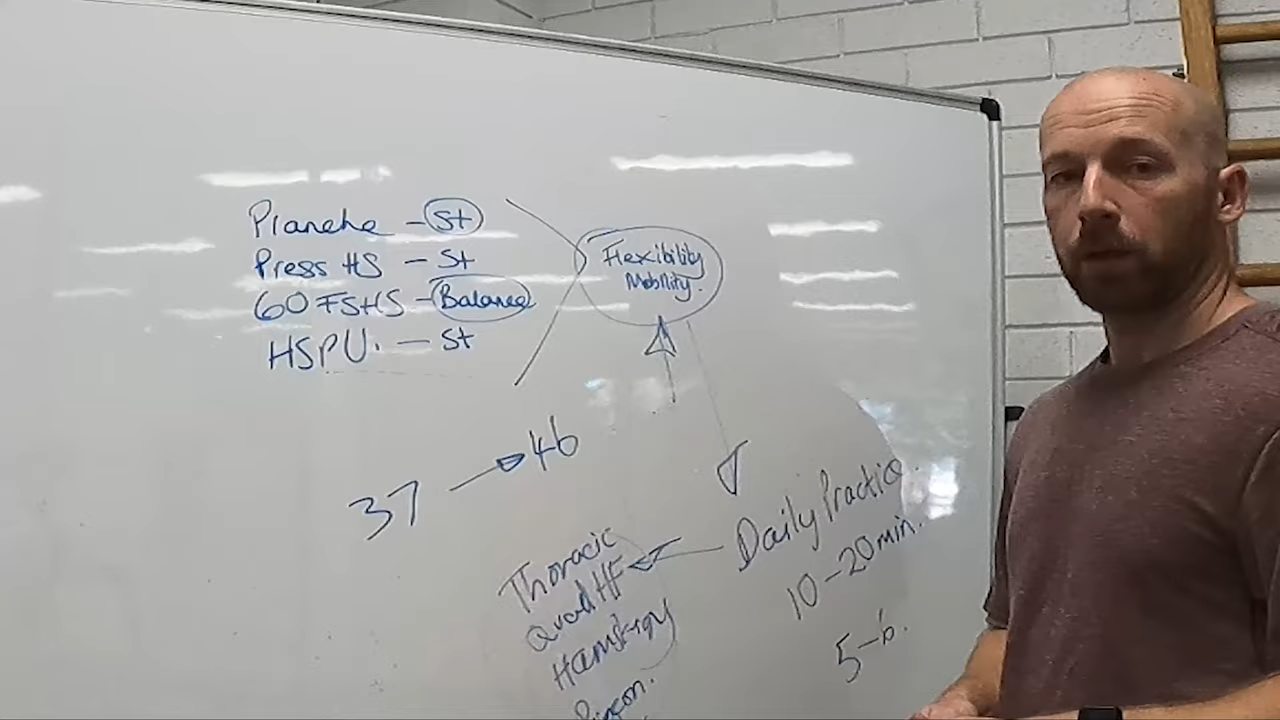 Planche - St
Press HS - St
60 FSHS - Balance
HSPU. - St
Flexibility
Mobility.
37 → 46
Daily Practice.
10-20min.
5-6.
Thoracic
Quad HF
Hamstring